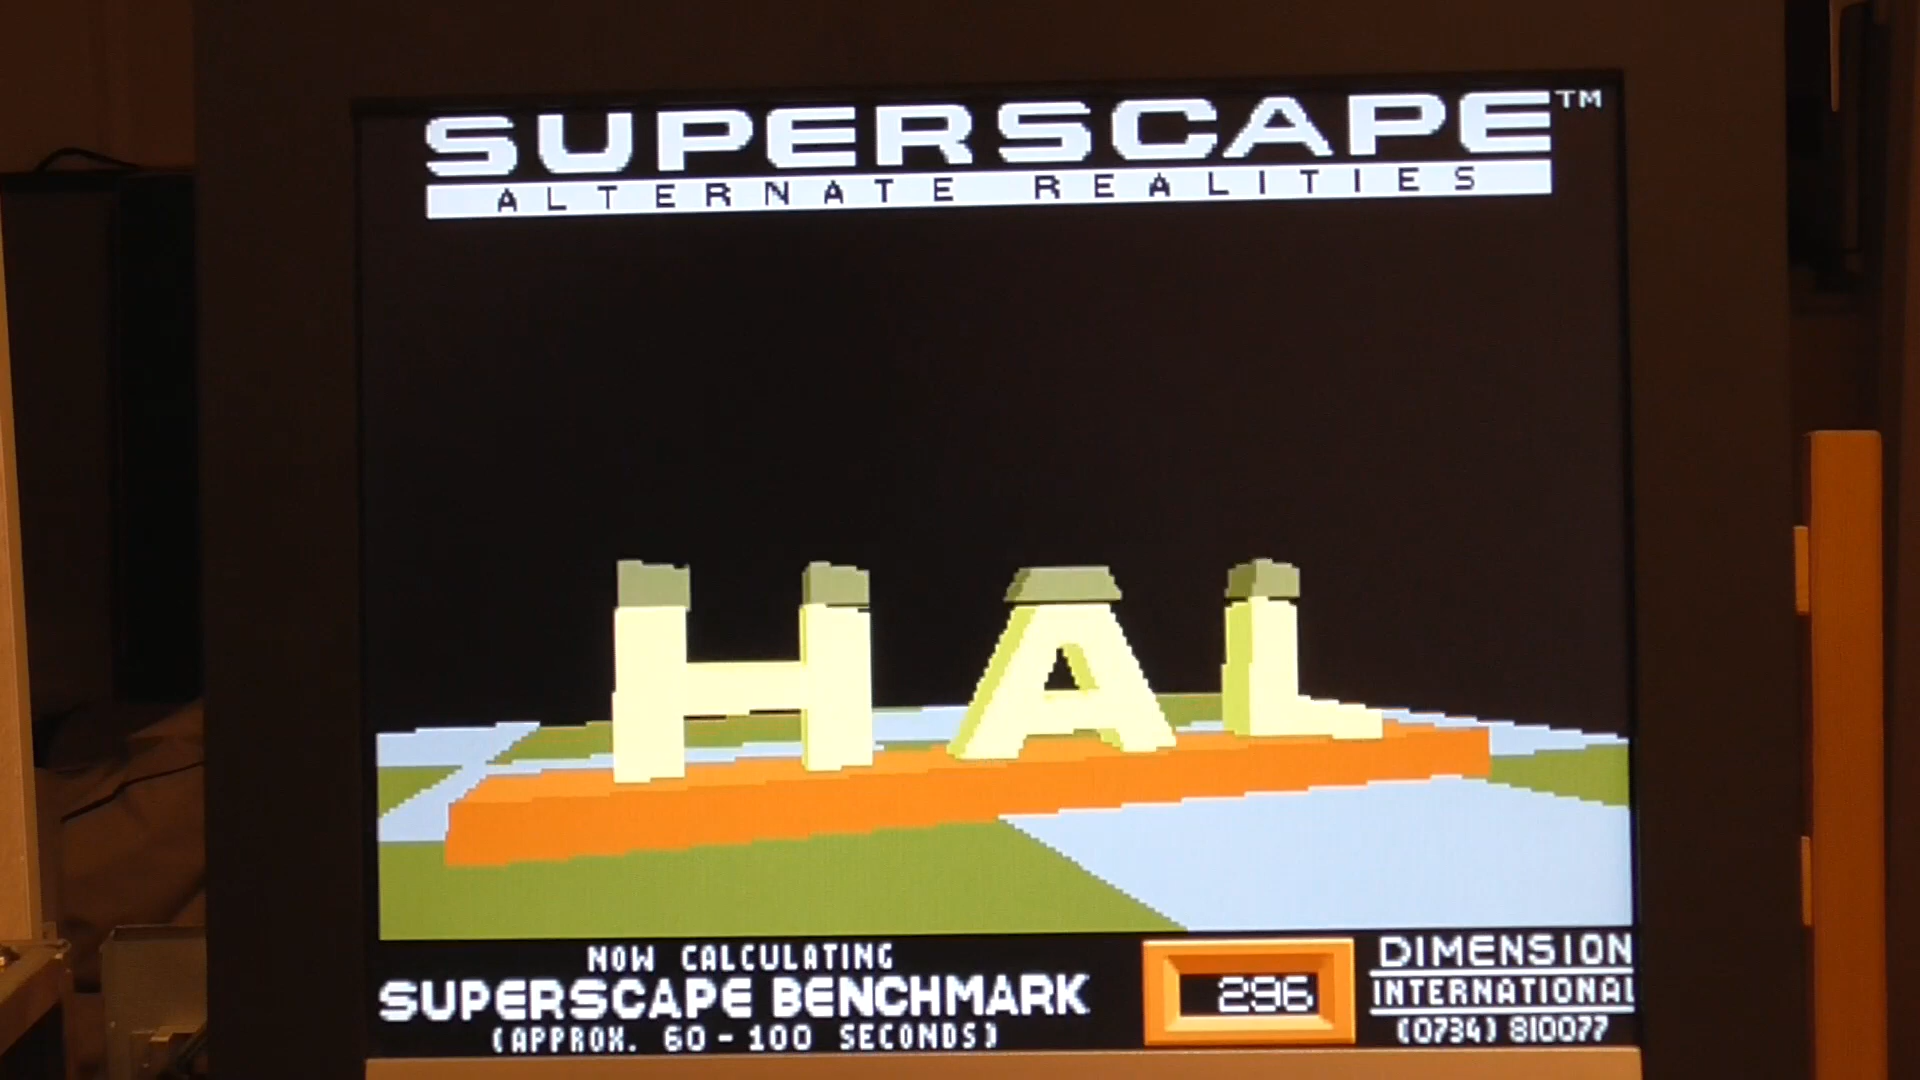 SUPERSCAPE™
ALTERNATE REALITIES
HAL
NOW CALCULATING
SUPERSCAPE BENCHMARK
(APPROX. 60-100 SECONDS)
296
DIMENSION
INTERNATIONAL
(0734) 810077